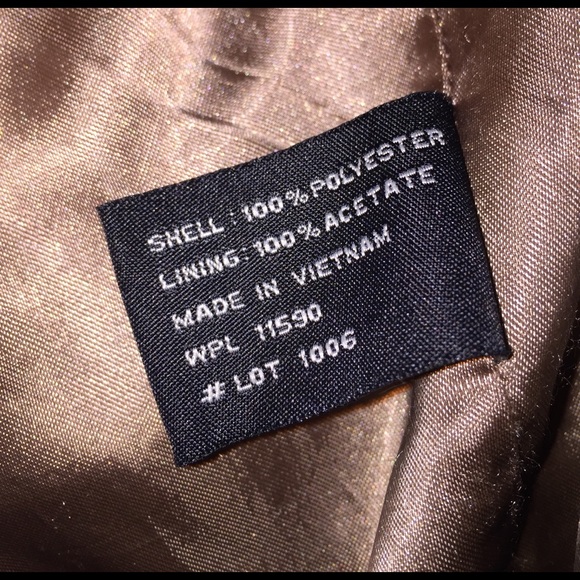 SHELL : 100% POLYESTER
LINING: 100% ACETATE
MADE IN VIETNAM
WPL 11590
# LOT 1006